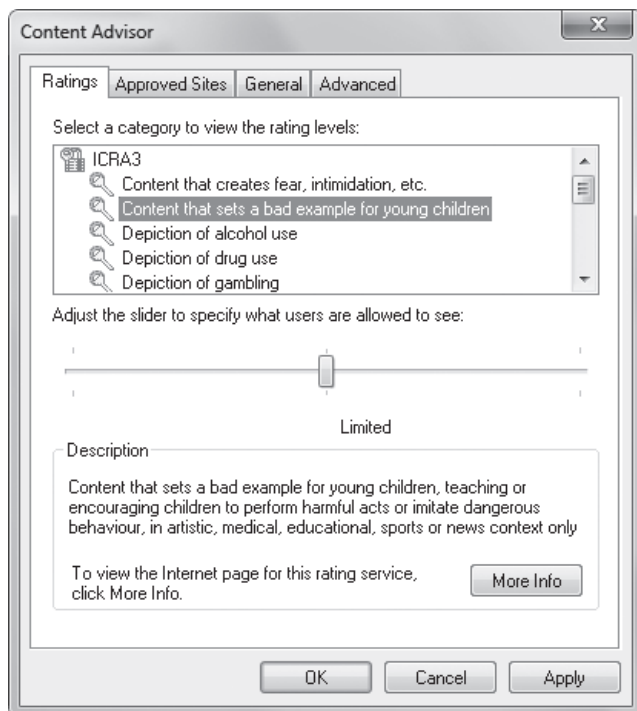 Content Advisor
Ratings
Approved Sites
General
Advanced
Select a category to view the rating levels:
ICRA3
Content that creates fear, intimidation, etc.
Content that sets a bad example for young children
Depiction of alcohol use
Depiction of drug use
Depiction of gambling
Adjust the slider to specify what users are allowed to see:
Limited
Description
Content that sets a bad example for young children, teaching or
encouraging children to perform harmful acts or imitate dangerous
behaviour, in artistic, medical, educational, sports or news context only
To view the Internet page for this rating service,
click More Info.
More Info
OK
Cancel
Apply